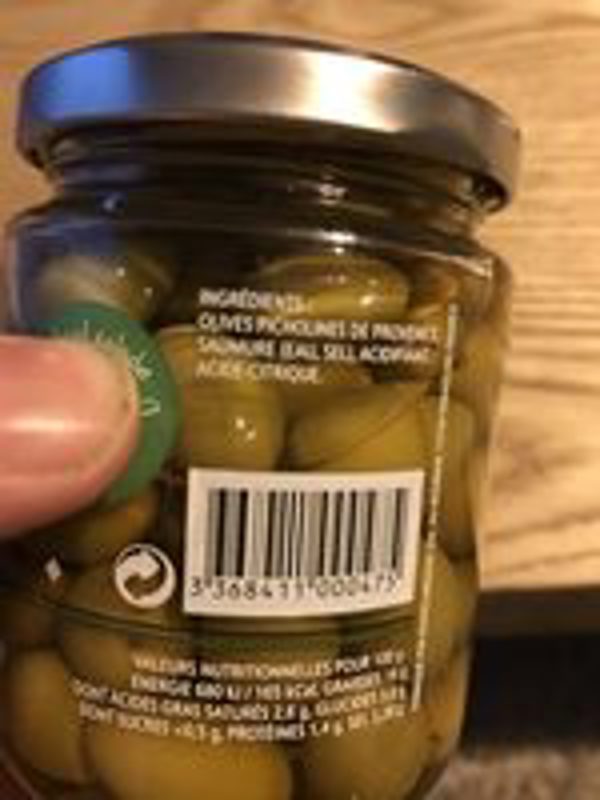 INGRÉDIENTS :
OLIVES PICHOLINES DE PROVENCE,
SAUMURE (EAU, SEL), ACIDIFIANT :
ACIDE CITRIQUE.
3 368411 000475
VALEURS NUTRITIONNELLES POUR 100 g
ENERGIE 680 KJ / 165 KCAL GRAISSES
DONT ACIDES GRAS SATURÉS 2,8 g, GLUCIDES
DONT SUCRES <0,5 g, PROTÉINES 1,4 g, SEL